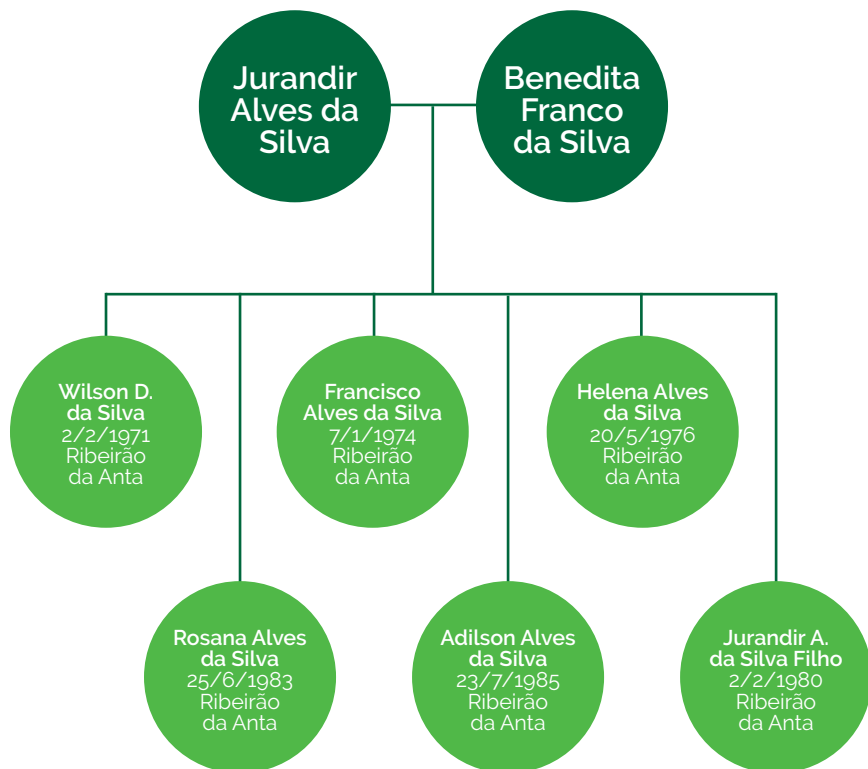 Jurandir
Alves da
Silva
Benedita
Franco
da Silva
Wilson D.
da Silva
2/2/1971
Ribeirão
da Anta
Francisco
Alves da Silva
7/1/1974
Ribeirão
da Anta
Helena Alves
da Silva
20/5/1976
Ribeirão
da Anta
Rosana Alves
da Silva
25/6/1983
Ribeirão
da Anta
Adilson Alves
da Silva
23/7/1985
Ribeirão
da Anta
Jurandir A.
da Silva Filho
2/2/1980
Ribeirão
da Anta